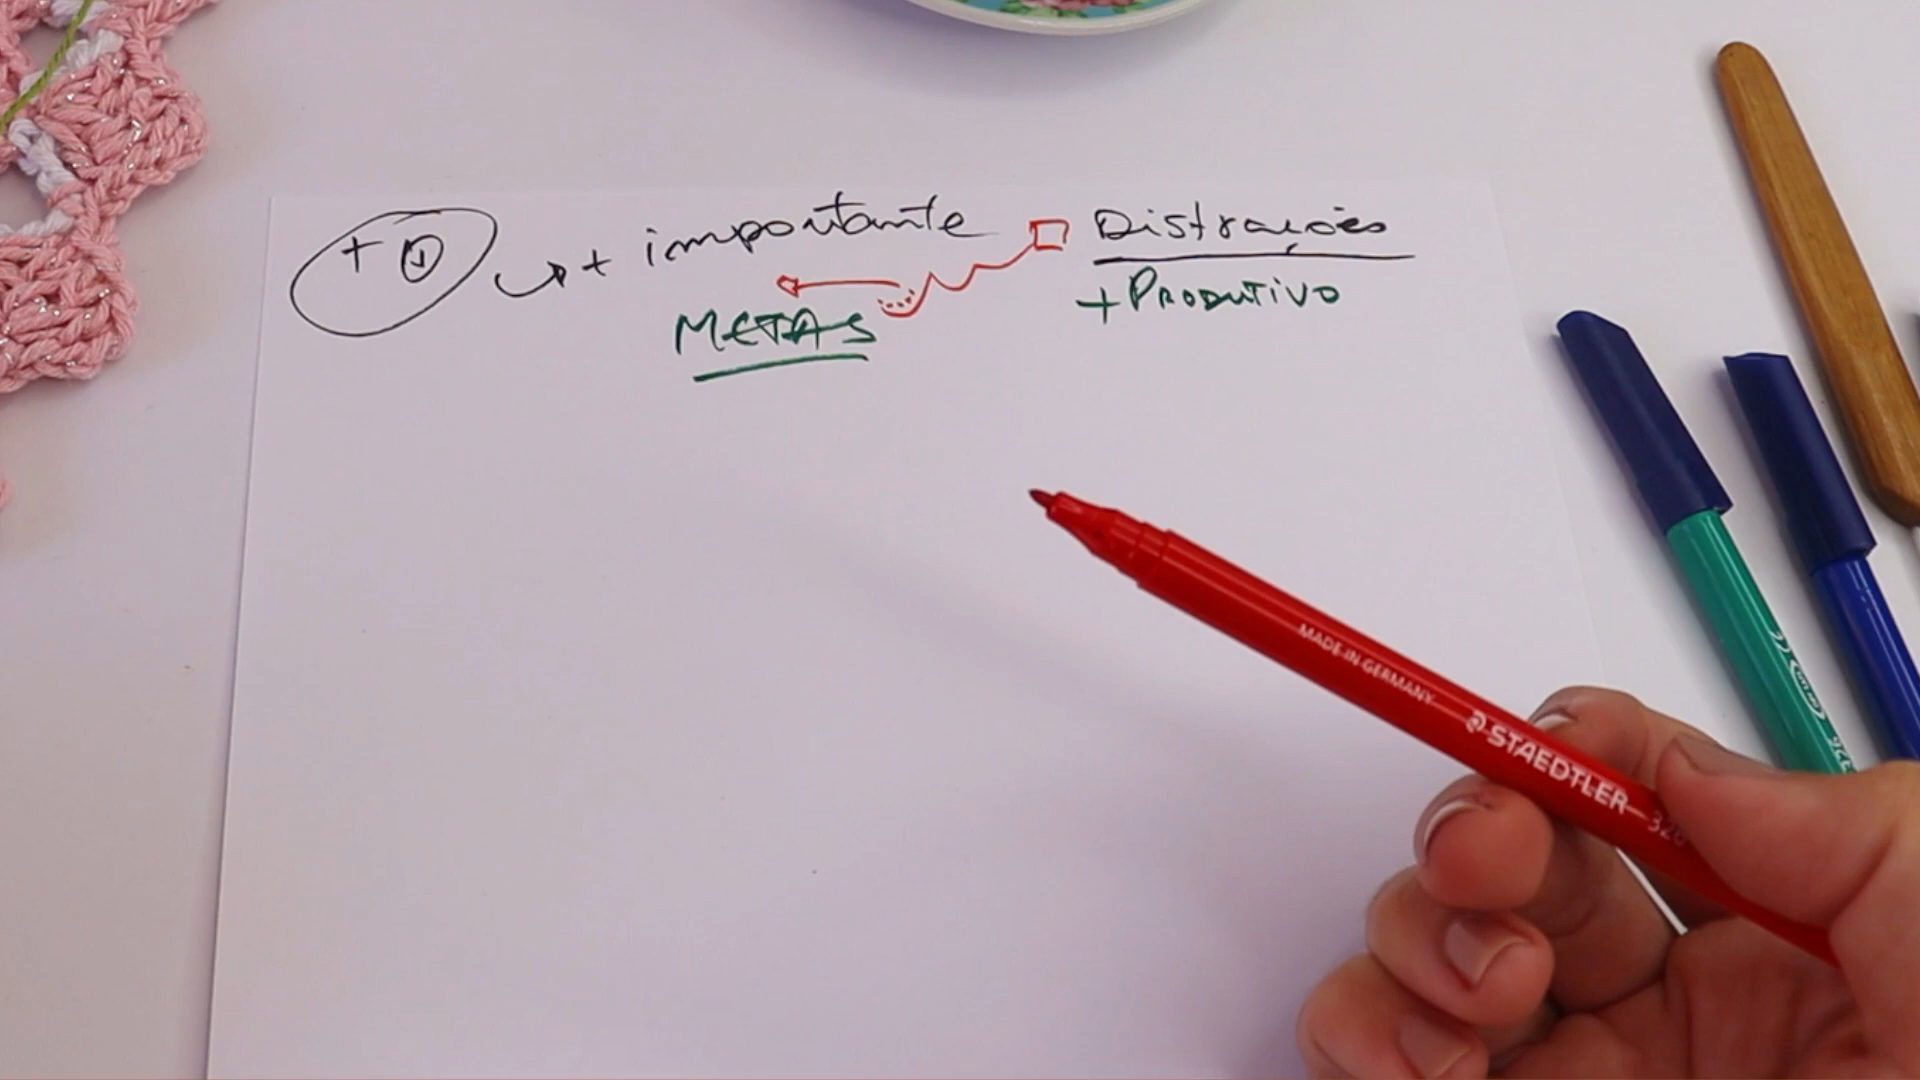 + 1 + importante Distrações
METAS + PRODUTIVO
MADE IN GERMANY STAEDTLER 326